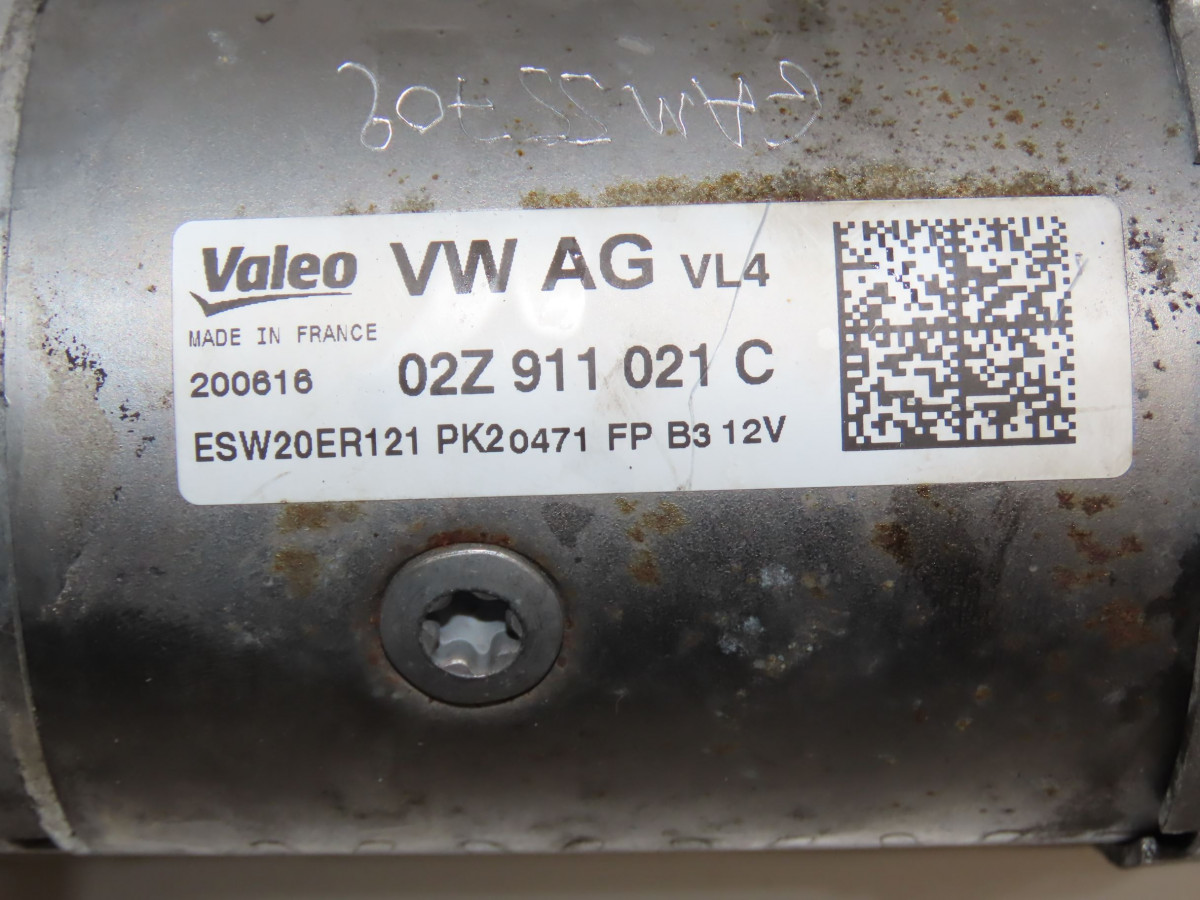 Valeo VW AG VL4
MADE IN FRANCE
200616 02Z 911 021 C
ESW20ER121 PK20471 FP B3 12V